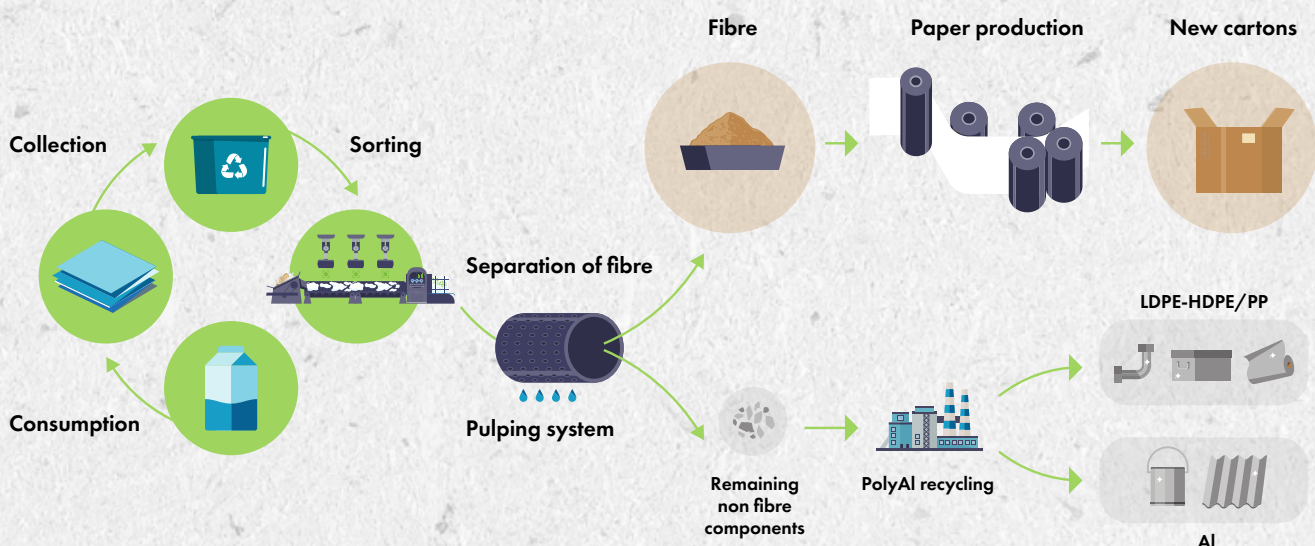 Fibre
Paper production
New cartons
Collection
Sorting
Separation of fibre
LDPE-HDPE/PP
Consumption
Pulping system
Remaining
non fibre
components
PolyAl recycling
Al